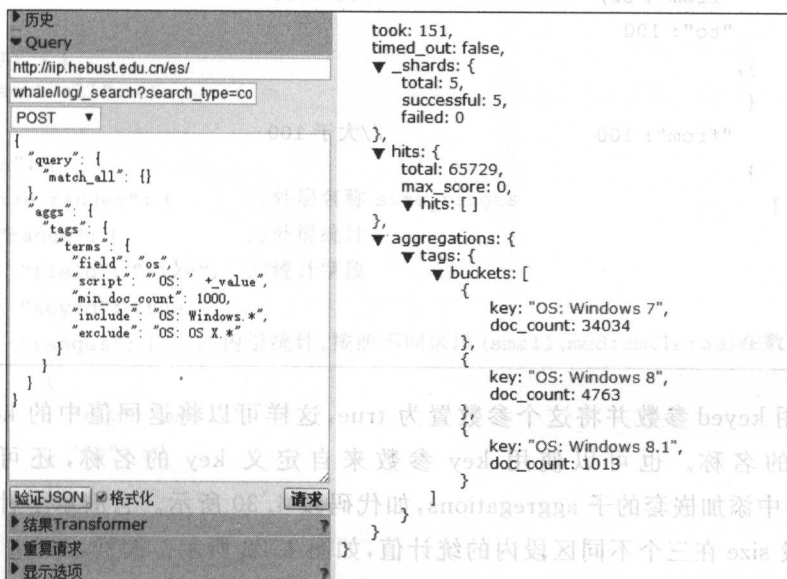 历史
Query
http://iip.hebust.edu.cn/es/
whale/log/_search?search_type=co
POST
{
"query": {
"match_all": {}
},
"aggs": {
"tags": {
"terms": {
"field": "os",
"script": "'OS: ' +_value",
"min_doc_count": 1000,
"include": "OS: Windows.*",
"exclude": "OS: OS X.*"
}
}
}
}
验证JSON 格式化 请求
结果Transformer ?
重复请求
显示选项 ?
took: 151,
timed_out: false,
_shards: {
total: 5,
successful: 5,
failed: 0
},
hits: {
total: 65729,
max_score: 0,
hits: [ ]
},
aggregations: {
tags: {
buckets: [
{
key: "OS: Windows 7",
doc_count: 34034
},
{
key: "OS: Windows 8",
doc_count: 4763
},
{
key: "OS: Windows 8.1",
doc_count: 1013
}
]
}
}
}